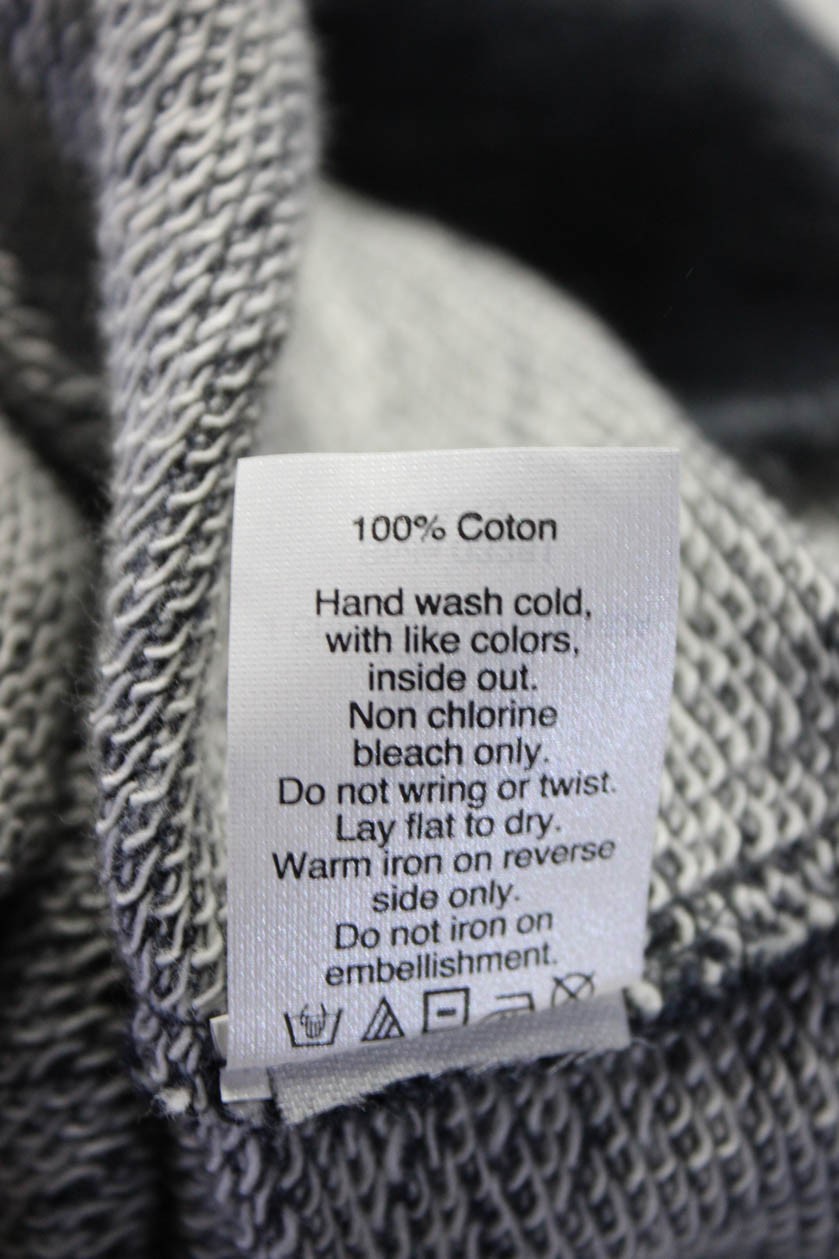 100% Coton
Hand wash cold,
with like colors,
inside out.
Non chlorine
bleach only.
Do not wring or twist.
Lay flat to dry.
Warm iron on reverse
side only.
Do not iron on
embellishment.